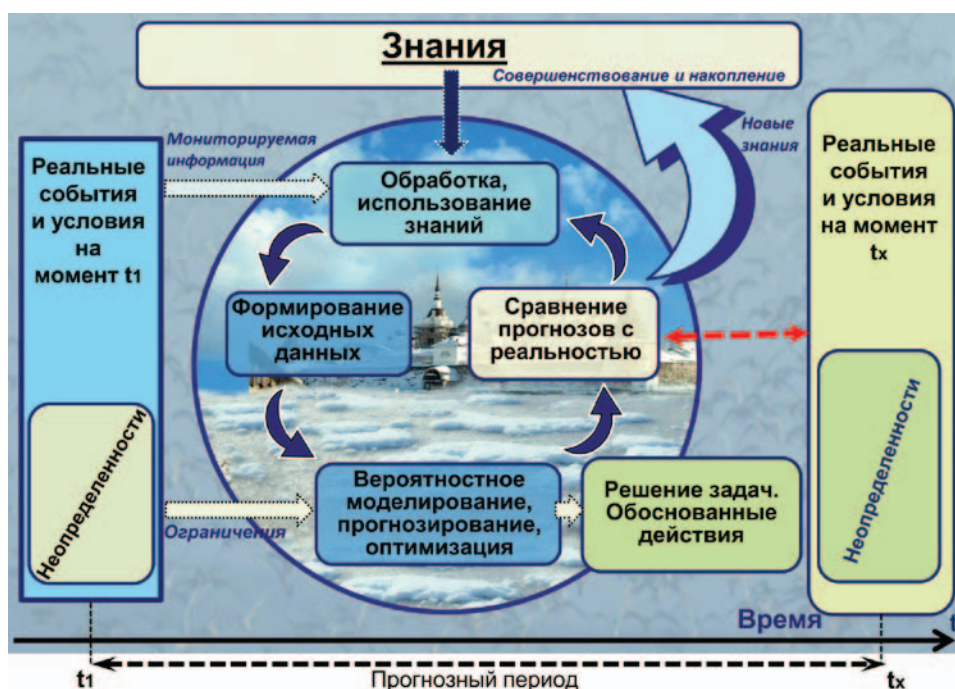 Знания
Совершенствование и накопление
Мониторируемая
информация
Новые
знания
Реальные
события
и условия
на
момент t1
Обработка,
использование
знаний
Реальные
события
и условия
на момент
tx
Формирование
исходных
данных
Сравнение
прогнозов с
реальностью
Неопределенности
Ограничения
Вероятностное
моделирование,
прогнозирование,
оптимизация
Решение задач.
Обоснованные
действия
Неопределенности
Время
t
t1
Прогнозный период
tx